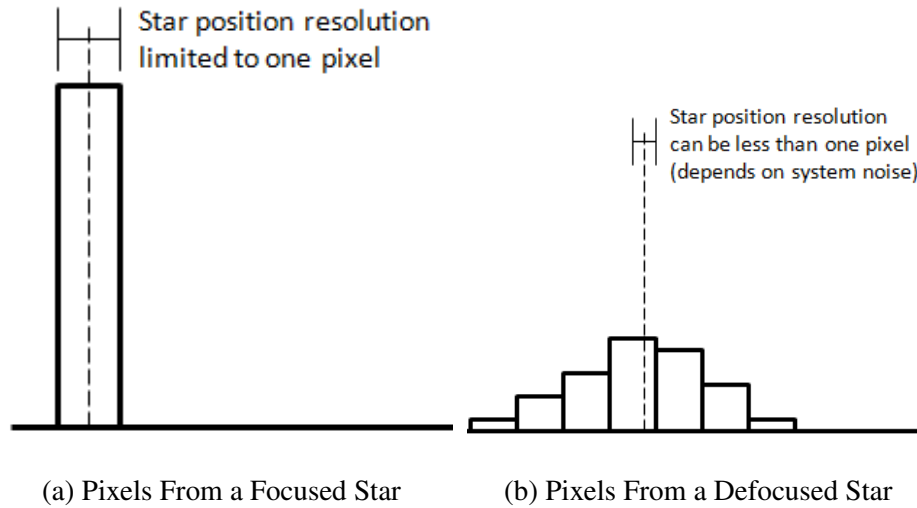 Star position resolution
limited to one pixel
Star position resolution
can be less than one pixel
(depends on system noise)
(a) Pixels From a Focused Star
(b) Pixels From a Defocused Star